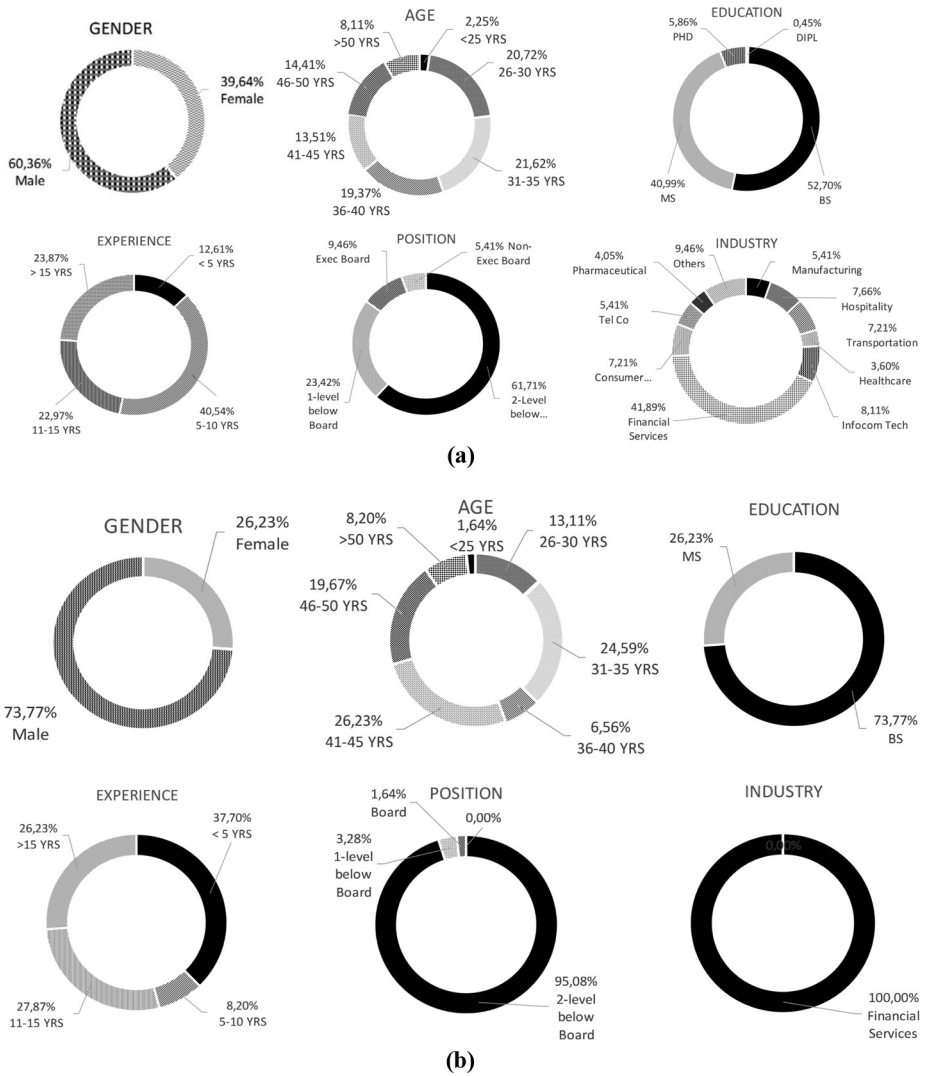 GENDER
39,64%
Female
60,36%
Male
AGE
8,11%
>50 YRS
2,25%
<25 YRS
14,41%
46-50 YRS
20,72%
26-30 YRS
13,51%
41-45 YRS
21,62%
31-35 YRS
19,37%
36-40 YRS
EDUCATION
5,86%
PHD
0,45%
DIPL
40,99%
MS
52,70%
BS
EXPERIENCE
23,87%
> 15 YRS
12,61%
< 5 YRS
22,97%
11-15 YRS
40,54%
5-10 YRS
POSITION
9,46%
Exec Board
5,41% Non-
Exec Board
23,42%
1-level
below
Board
61,71%
2-Level
below...
INDUSTRY
4,05%
Pharmaceutical
9,46%
Others
5,41%
Manufacturing
7,66%
Hospitality
5,41%
Tel Co
7,21%
Transportation
7,21%
Consumer...
3,60%
Healthcare
41,89%
Financial
Services
8,11%
Infocom Tech
(a)
GENDER
26,23%
Female
73,77%
Male
AGE
8,20%
>50 YRS
1,64%
<25 YRS
13,11%
26-30 YRS
19,67%
46-50 YRS
24,59%
31-35 YRS
26,23%
41-45 YRS
6,56%
36-40 YRS
EDUCATION
26,23%
MS
73,77%
BS
EXPERIENCE
26,23%
>15 YRS
37,70%
< 5 YRS
27,87%
11-15 YRS
8,20%
5-10 YRS
POSITION
1,64%
Board
0,00%
3,28%
1-level
below
Board
95,08%
2-level
below
Board
INDUSTRY
0,00%
100,00%
Financial
Services
(b)